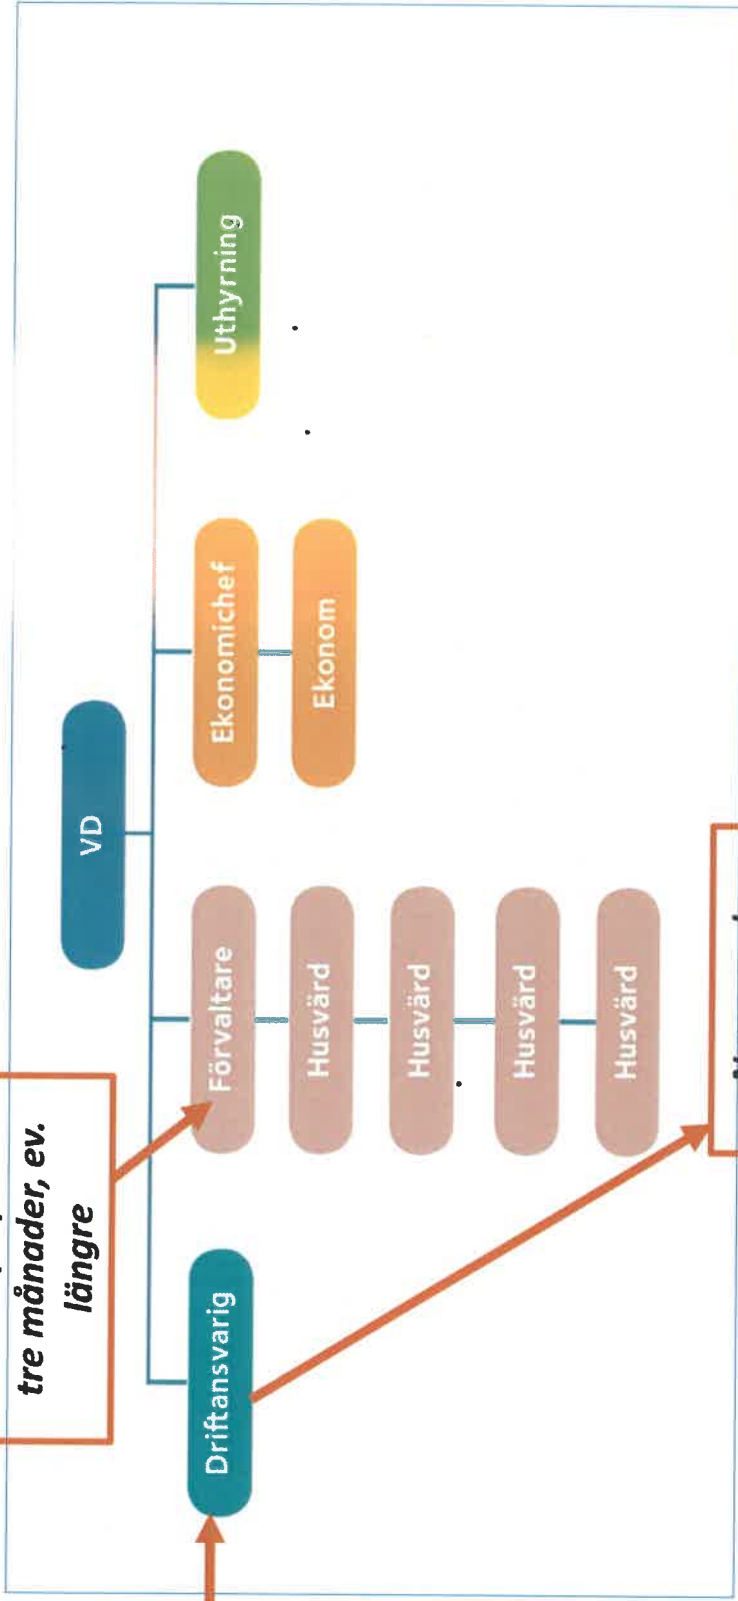 tre månader, ev.
längre
VD
Driftansvarig
Förvaltare
Ekonomichef
Uthyrning
Husvärd
Ekonom
Husvärd
Husvärd
Husvärd